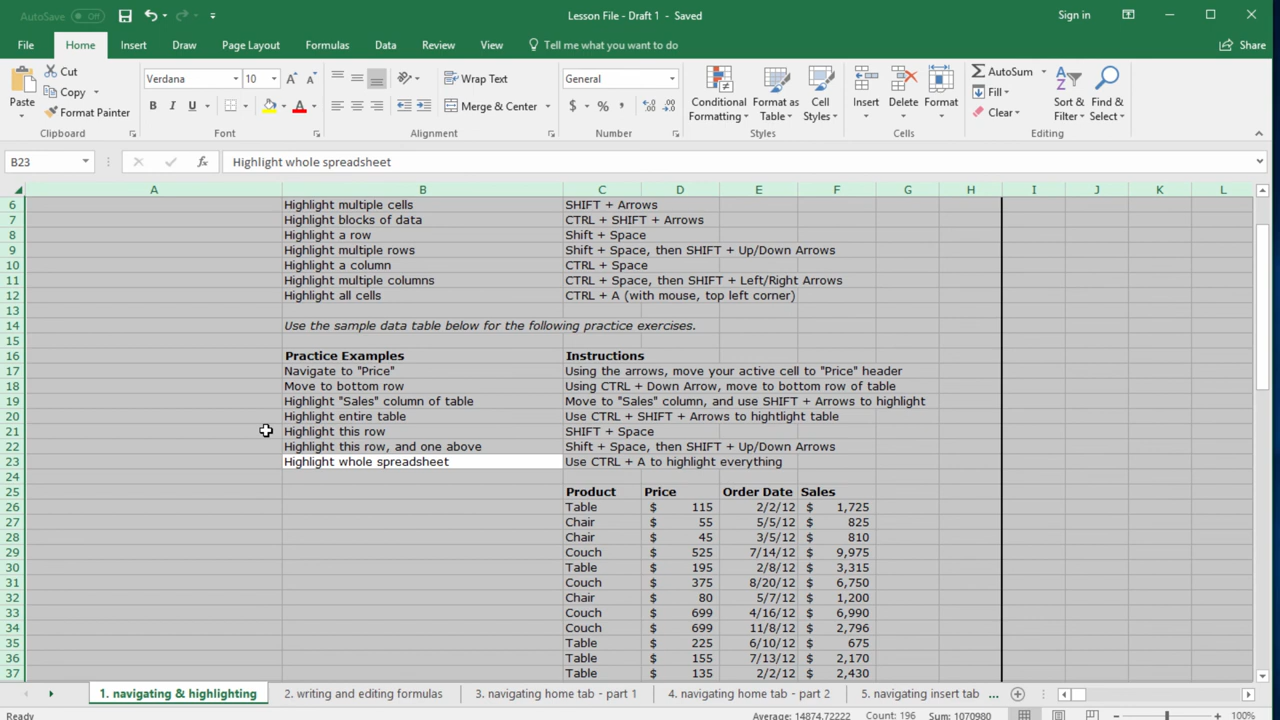 AutoSave Off Lesson File - Draft 1 - Saved Sign in
File Home Insert Draw Page Layout Formulas Data Review View Tell me what you want to do Share
Paste Cut Copy Format Painter Verdana 10 B I U A Wrap Text Merge & Center General $ % , Conditional Formatting Format as Table Cell Styles Insert Delete Format AutoSum Fill Clear Sort & Filter Find & Select
Clipboard Font Alignment Number Styles Cells Editing
B23 fx Highlight whole spreadsheet
A B C D E F G H I J K L
6 Highlight multiple cells SHIFT + Arrows
7 Highlight blocks of data CTRL + SHIFT + Arrows
8 Highlight a row Shift + Space
9 Highlight multiple rows Shift + Space, then SHIFT + Up/Down Arrows
10 Highlight a column CTRL + Space
11 Highlight multiple columns CTRL + Space, then SHIFT + Left/Right Arrows
12 Highlight all cells CTRL + A (with mouse, top left corner)
13
14 Use the sample data table below for the following practice exercises.
15
16 Practice Examples Instructions
17 Navigate to "Price" Using the arrows, move your active cell to "Price" header
18 Move to bottom row Using CTRL + Down Arrow, move to bottom row of table
19 Highlight "Sales" column of table Move to "Sales" column, and use SHIFT + Arrows to highlight
20 Highlight entire table Use CTRL + SHIFT + Arrows to hightlight table
21 Highlight this row SHIFT + Space
22 Highlight this row, and one above Shift + Space, then SHIFT + Up/Down Arrows
23 Highlight whole spreadsheet Use CTRL + A to highlight everything
24
25 Product Price Order Date Sales
26 Table $ 115 2/2/12 $ 1,725
27 Chair $ 55 5/5/12 $ 825
28 Chair $ 45 3/5/12 $ 810
29 Couch $ 525 7/14/12 $ 9,975
30 Table $ 195 2/8/12 $ 3,315
31 Couch $ 375 8/20/12 $ 6,750
32 Chair $ 80 5/7/12 $ 1,200
33 Couch $ 699 4/16/12 $ 6,990
34 Couch $ 699 11/8/12 $ 2,796
35 Table $ 225 6/10/12 $ 675
36 Table $ 155 7/13/12 $ 2,170
37 Table $ 135 2/2/12 $ 2,430
1. navigating & highlighting 2. writing and editing formulas 3. navigating home tab - part 1 4. navigating home tab - part 2 5. navigating insert tab ...
Ready Average: 14874.72222 Count: 196 Sum: 1070980 100%